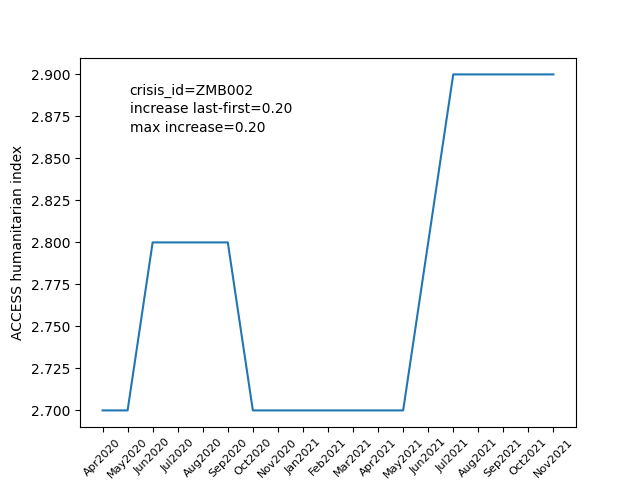 crisis_id=ZMB002
increase last-first=0.20
max increase=0.20
ACCESS humanitarian index
2.900
2.875
2.850
2.825
2.800
2.775
2.750
2.725
2.700
Apr2020
May2020
Jun2020
Jul2020
Aug2020
Sep2020
Oct2020
Nov2020
Jan2021
Feb2021
Mar2021
Apr2021
May2021
Jun2021
Jul2021
Aug2021
Sep2021
Oct2021
Nov2021